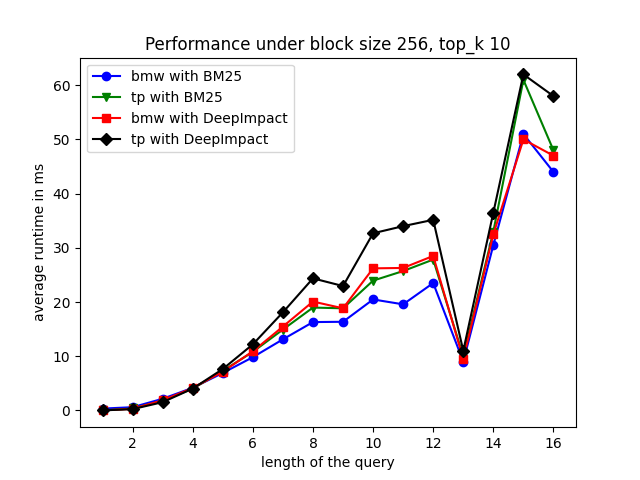 Performance under block size 256, top_k 10
bmw with BM25
tp with BM25
bmw with DeepImpact
tp with DeepImpact
average runtime in ms
60
50
40
30
20
10
0
2 4 6 8 10 12 14 16
length of the query